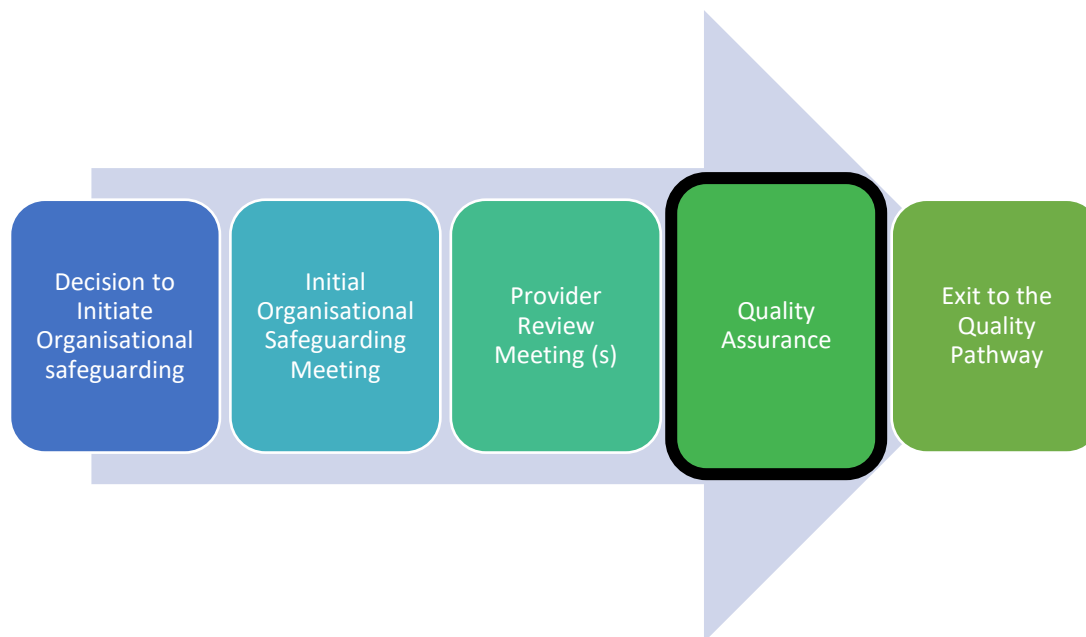 Decision to
Initiate
Organisational
safeguarding
Initial
Organisational
Safeguarding
Meeting
Provider
Review
Meeting (s)
Quality
Assurance
Exit to the
Quality
Pathway